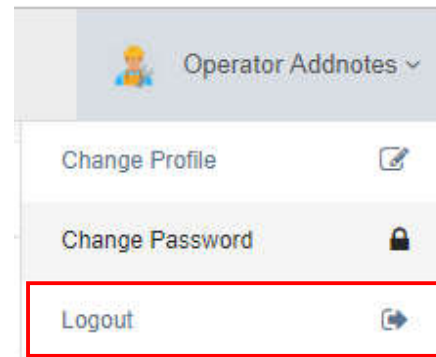 Operator Addnotes
Change Profile
Change Password
Logout